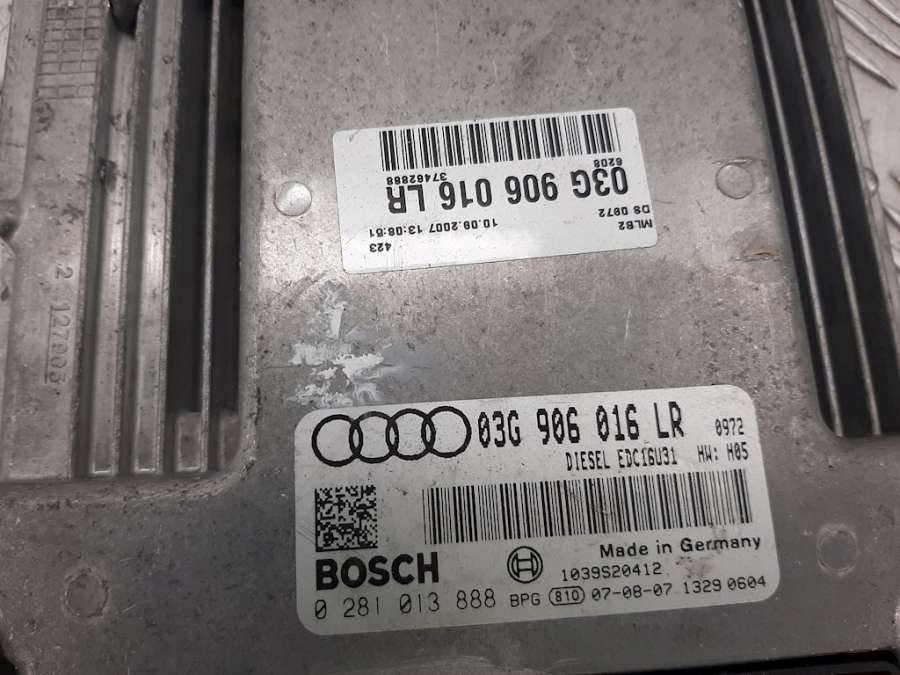 6208
37462888
03G 906 016 LR
MLB2
DS 0972
423
10.09.2007 13:08:51
03G 906 016 LR 0972
DIESEL EDC16U31 HW: H05
Made in Germany
BOSCH
1039S20412
0 281 013 888 BPG 810 07-08-07 1329 0604